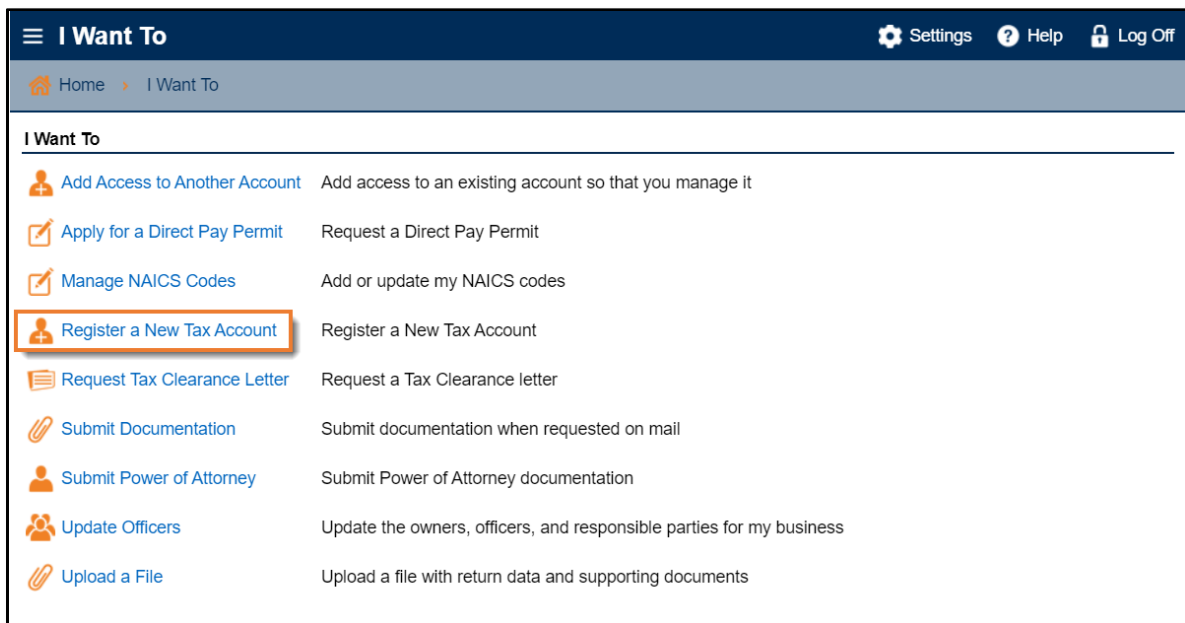 I Want To Settings Help Log Off
Home I Want To
I Want To
Add Access to Another Account Add access to an existing account so that you manage it
Apply for a Direct Pay Permit Request a Direct Pay Permit
Manage NAICS Codes Add or update my NAICS codes
Register a New Tax Account Register a New Tax Account
Request Tax Clearance Letter Request a Tax Clearance letter
Submit Documentation Submit documentation when requested on mail
Submit Power of Attorney Submit Power of Attorney documentation
Update Officers Update the owners, officers, and responsible parties for my business
Upload a File Upload a file with return data and supporting documents